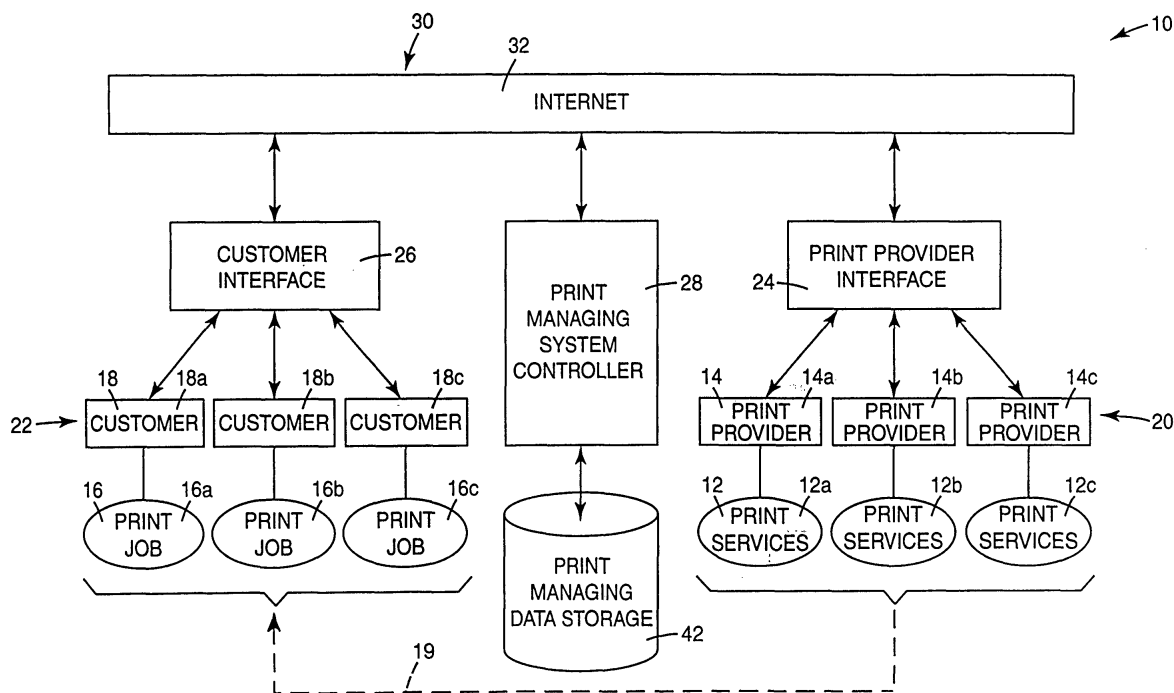 30
10
32
INTERNET
CUSTOMER
INTERFACE
26
PRINT
MANAGING
SYSTEM
CONTROLLER
28
PRINT PROVIDER
INTERFACE
24
22
18
18a
CUSTOMER
18b
CUSTOMER
18c
CUSTOMER
14
14a
PRINT
PROVIDER
14b
PRINT
PROVIDER
14c
PRINT
PROVIDER
20
16
16a
PRINT
JOB
16b
PRINT
JOB
16c
PRINT
JOB
PRINT
MANAGING
DATA STORAGE
42
12
12a
PRINT
SERVICES
12b
PRINT
SERVICES
12c
PRINT
SERVICES
19